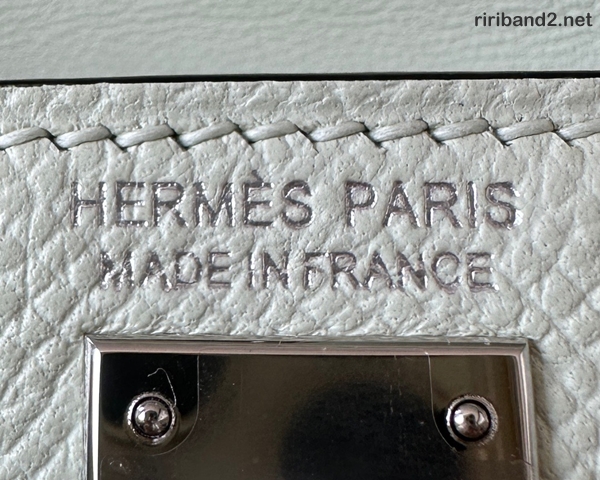 ririband2.net
HERMÈS PARIS
MADE IN FRANCE